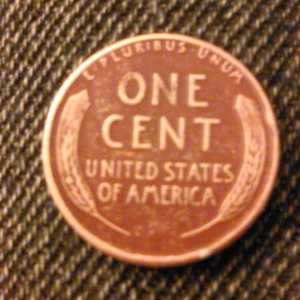 E·PLURIBUS·UNUM
ONE
CENT
UNITED STATES
OF AMERICA